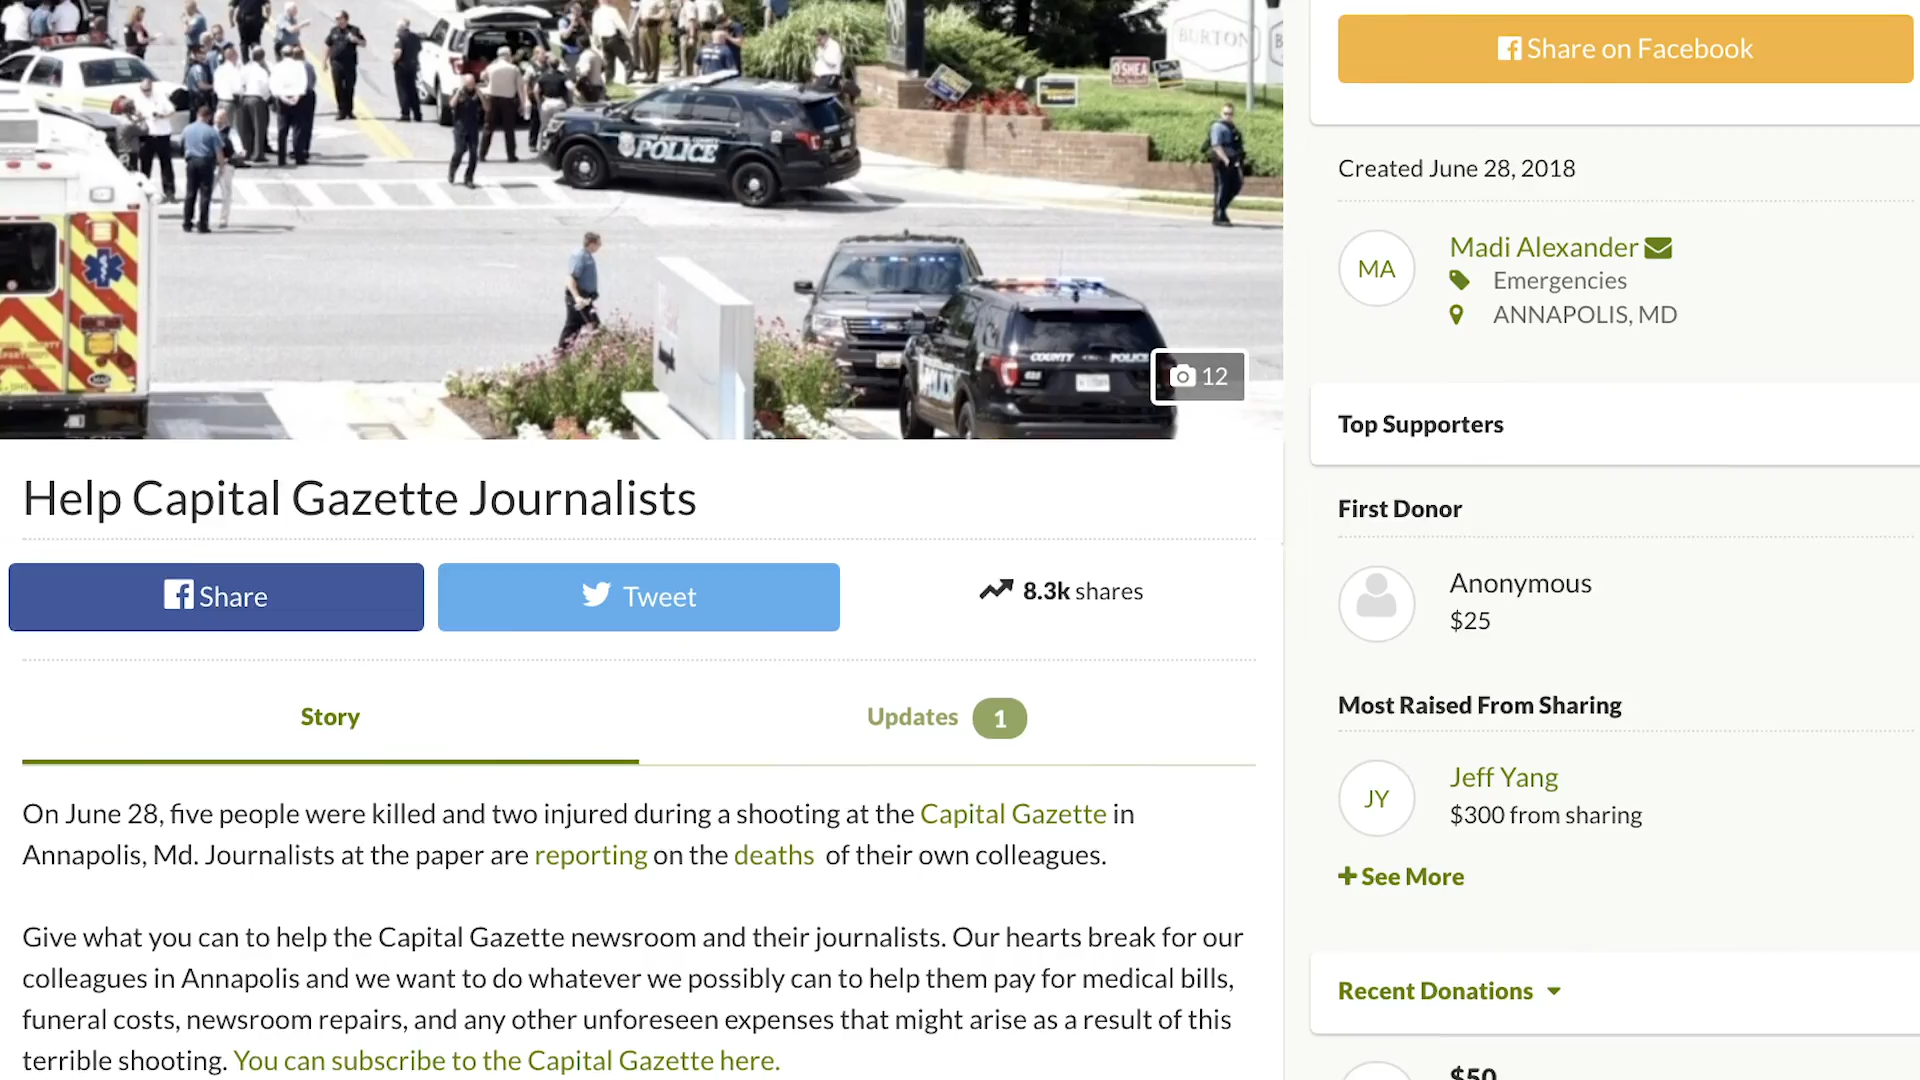 BURTON
O'SHEA
POLICE
COUNTY POLICE
POLICE
12
Help Capital Gazette Journalists
Share
Tweet
8.3k shares
Story
Updates 1
On June 28, five people were killed and two injured during a shooting at the Capital Gazette in
Annapolis, Md. Journalists at the paper are reporting on the deaths of their own colleagues.
Give what you can to help the Capital Gazette newsroom and their journalists. Our hearts break for our
colleagues in Annapolis and we want to do whatever we possibly can to help them pay for medical bills,
funeral costs, newsroom repairs, and any other unforeseen expenses that might arise as a result of this
terrible shooting. You can subscribe to the Capital Gazette here.
Share on Facebook
Created June 28, 2018
MA
Madi Alexander
Emergencies
ANNAPOLIS, MD
Top Supporters
First Donor
Anonymous
$25
Most Raised From Sharing
JY
Jeff Yang
$300 from sharing
+See More
Recent Donations
$50